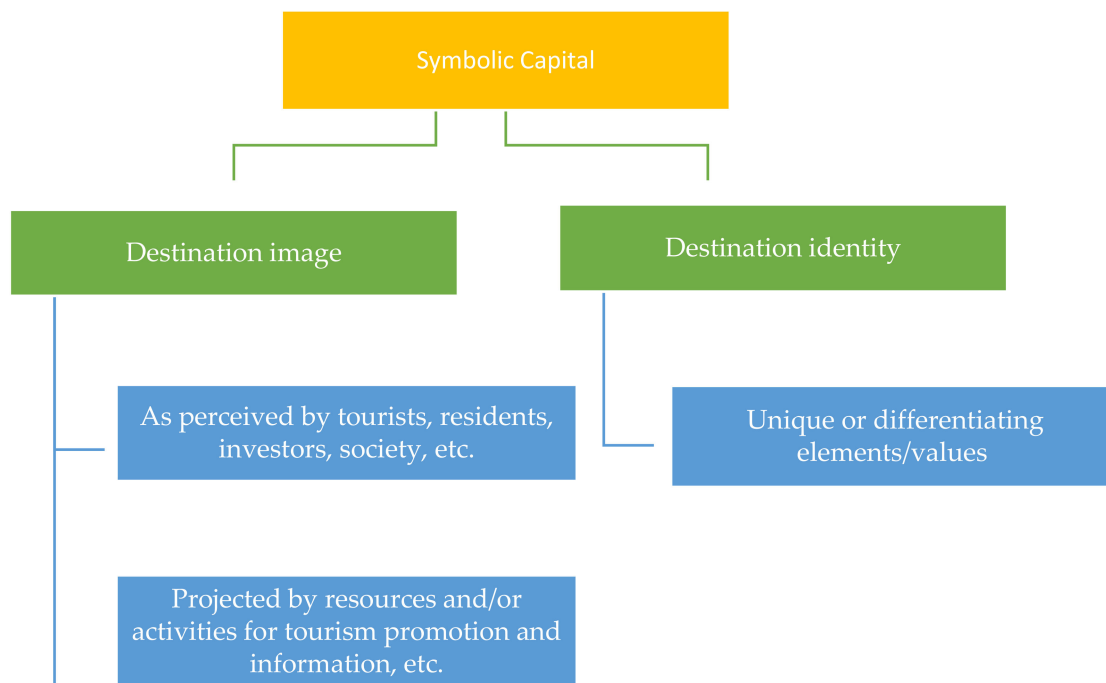 Symbolic Capital
Destination image
Destination identity
As perceived by tourists, residents,
investors, society, etc.
Unique or differentiating
elements/values
Projected by resources and/or
activities for tourism promotion and
information, etc.